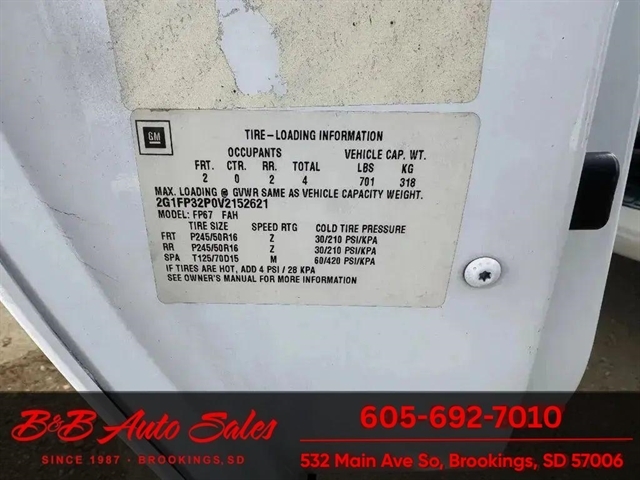 GM
TIRE-LOADING INFORMATION
OCCUPANTS VEHICLE CAP. WT.
FRT. CTR. RR. TOTAL LBS KG
2 0 2 4 701 318
MAX. LOADING @ GVWR SAME AS VEHICLE CAPACITY WEIGHT.
2G1FP32P0V2152621
MODEL: FP67 FAH
TIRE SIZE SPEED RTG COLD TIRE PRESSURE
FRT P245/50R16 Z 30/210 PSI/KPA
RR P245/50R16 Z 30/210 PSI/KPA
SPA T125/70D15 M 60/420 PSI/KPA
IF TIRES ARE HOT, ADD 4 PSI / 28 KPA
SEE OWNER'S MANUAL FOR MORE INFORMATION
B&B Auto Sales
SINCE 1987 - BROOKINGS, SD
605-692-7010
532 Main Ave So, Brookings, SD 57006